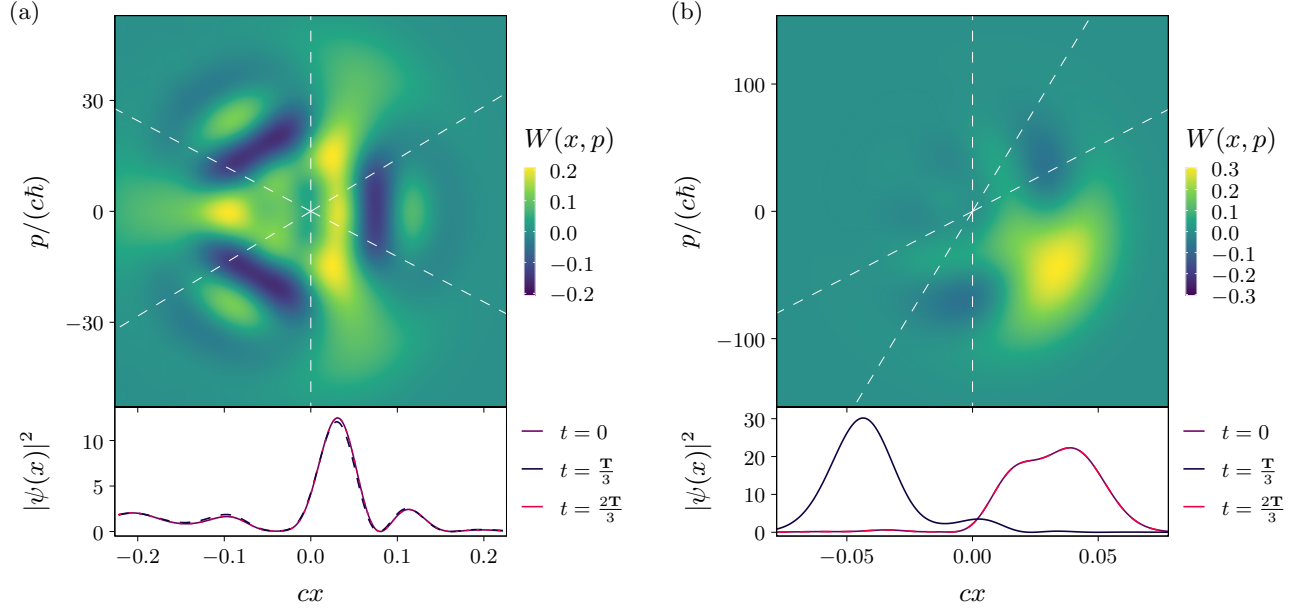 (a)
30
0
−30
p/(cħ)
W(x, p)
0.2
0.1
0.0
−0.1
−0.2
10
5
0
|ψ(x)|²
−0.2
−0.1
0.0
0.1
0.2
cx
t = 0
t = T/3
t = 2T/3
(b)
100
0
−100
p/(cħ)
W(x, p)
0.3
0.2
0.1
0.0
−0.1
−0.2
−0.3
30
20
10
0
|ψ(x)|²
−0.05
0.00
0.05
cx
t = 0
t = T/3
t = 2T/3